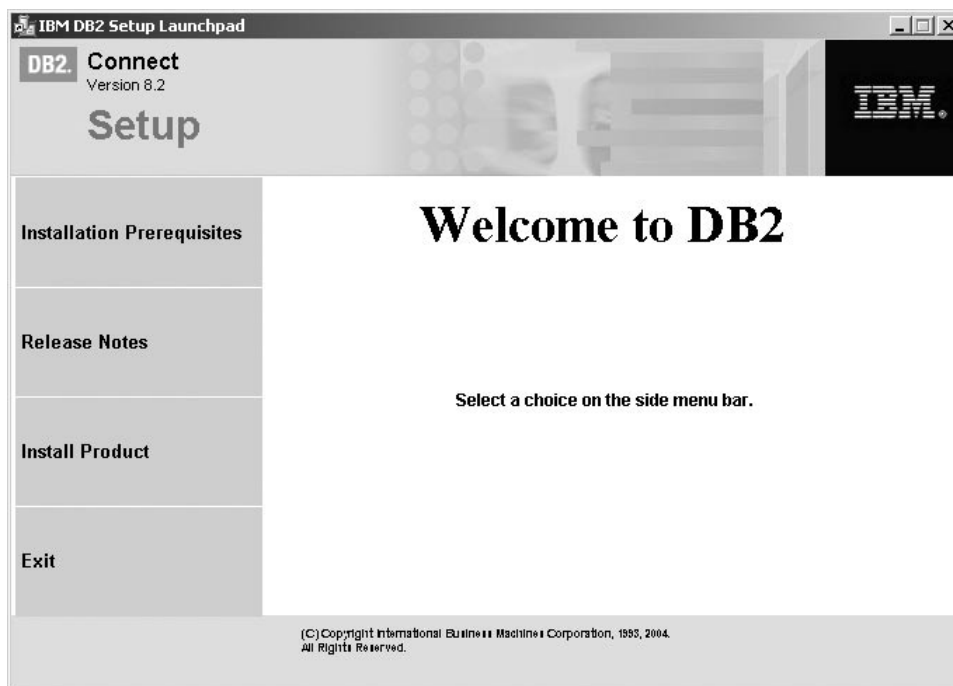 IBM DB2 Setup Launchpad
DB2. Connect
Version 8.2
Setup
IBM.
Installation Prerequisites
Welcome to DB2
Release Notes
Select a choice on the side menu bar.
Install Product
Exit
(C) Copyright International Business Machines Corporation, 1993, 2004.
All Rights Reserved.